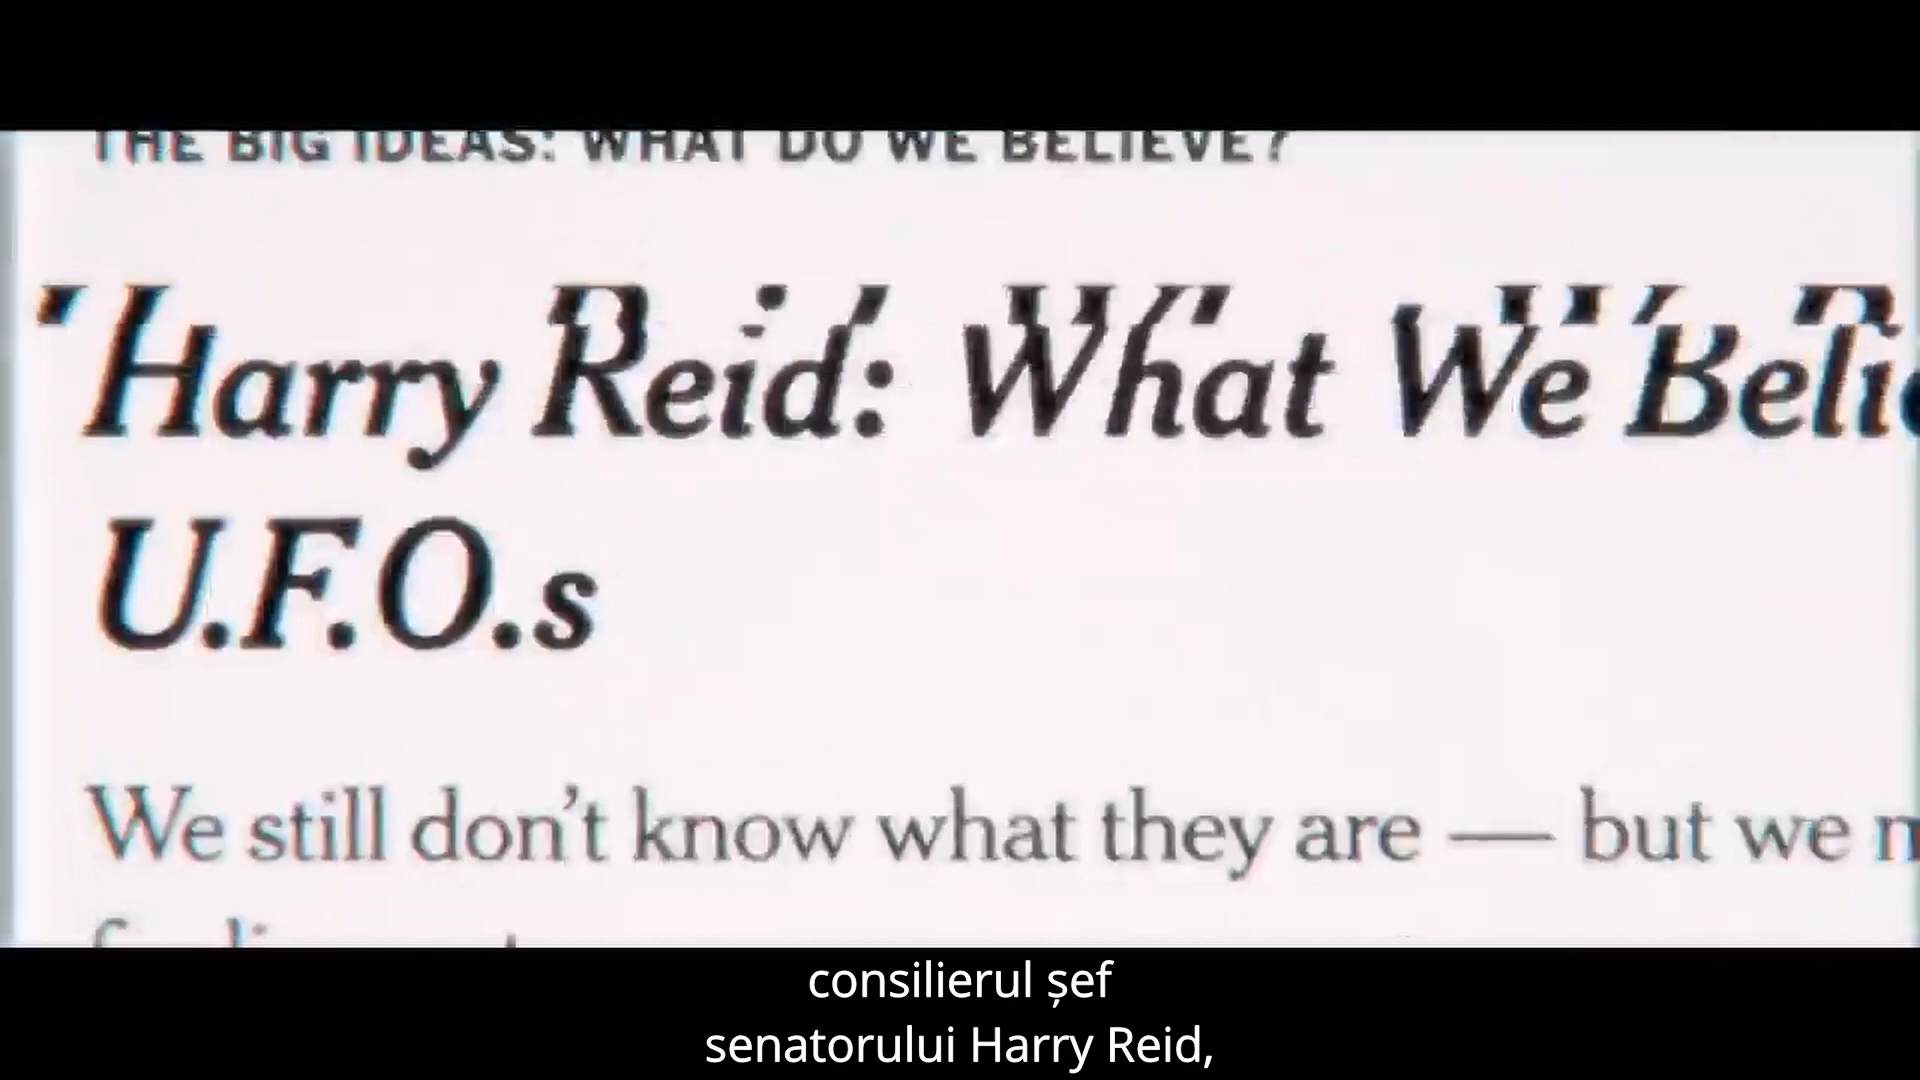 THE BIG IDEAS: WHAT DO WE BELIEVE?
Harry Reid: What We
U.F.O.s
We still don't know what they are — but we
consilierul șef
senatorului Harry Reid,